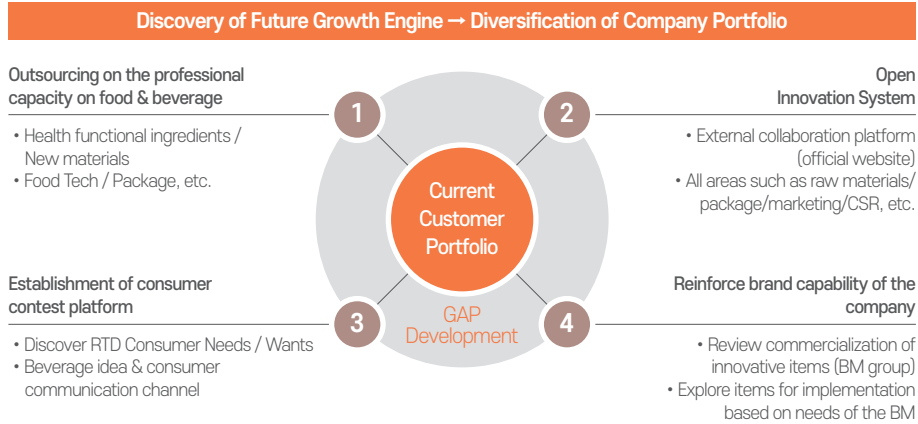 Discovery of Future Growth Engine → Diversification of Company Portfolio
Outsourcing on the professional
capacity on food & beverage
• Health functional ingredients /
New materials
• Food Tech / Package, etc.
1
2
Open
Innovation System
• External collaboration platform
(official website)
• All areas such as raw materials/
package/marketing/CSR, etc.
Current
Customer
Portfolio
Establishment of consumer
contest platform
• Discover RTD Consumer Needs / Wants
• Beverage idea & consumer
communication channel
3
GAP
Development
4
Reinforce brand capability of the
company
• Review commercialization of
innovative items (BM group)
• Explore items for implementation
based on needs of the BM